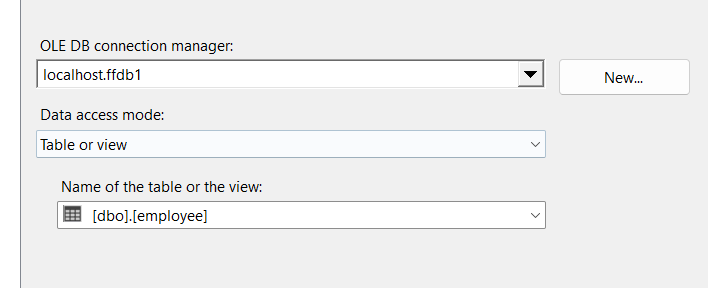 OLE DB connection manager:
localhost.ffdb1
New...
Data access mode:
Table or view
Name of the table or the view:
[dbo].[employee]